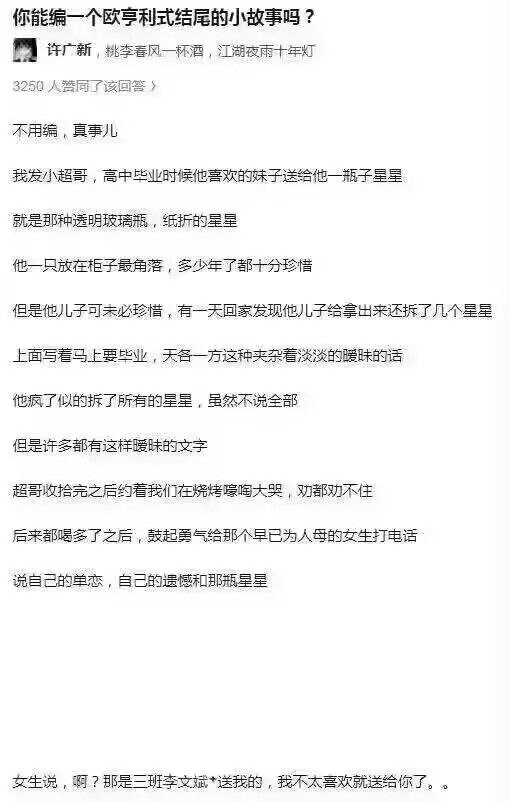 你能编一个欧亨利式结尾的小故事吗？
许广新，桃李春风一杯酒，江湖夜雨十年灯
3250 人赞同了该回答 〉
不用编，真事儿
我发小超哥，高中毕业时候他喜欢的妹子送给他一瓶子星星
就是那种透明玻璃瓶，纸折的星星
他一只放在柜子最角落，多少年了都十分珍惜
但是他儿子可未必珍惜，有一天回家发现他儿子给拿出来还拆了几个星星
上面写着马上要毕业，天各一方这种夹杂着淡淡的暧昧的话
他疯了似的拆了所有的星星，虽然不说全部
但是许多都有这样暧昧的文字
超哥收拾完之后约着我们在烧烤嚎啕大哭，劝都劝不住
后来都喝多了之后，鼓起勇气给那个早已为人母的女生打电话
说自己的单恋，自己的遗憾和那瓶星星
女生说，啊？那是三班李文斌*送我的，我不太喜欢就送给你了。。